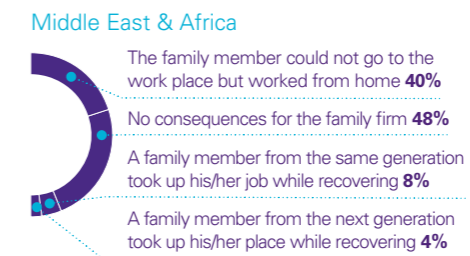 Middle East & Africa
The family member could not go to the
work place but worked from home 40%
No consequences for the family firm 48%
A family member from the same generation
took up his/her job while recovering 8%
A family member from the next generation
took up his/her place while recovering 4%